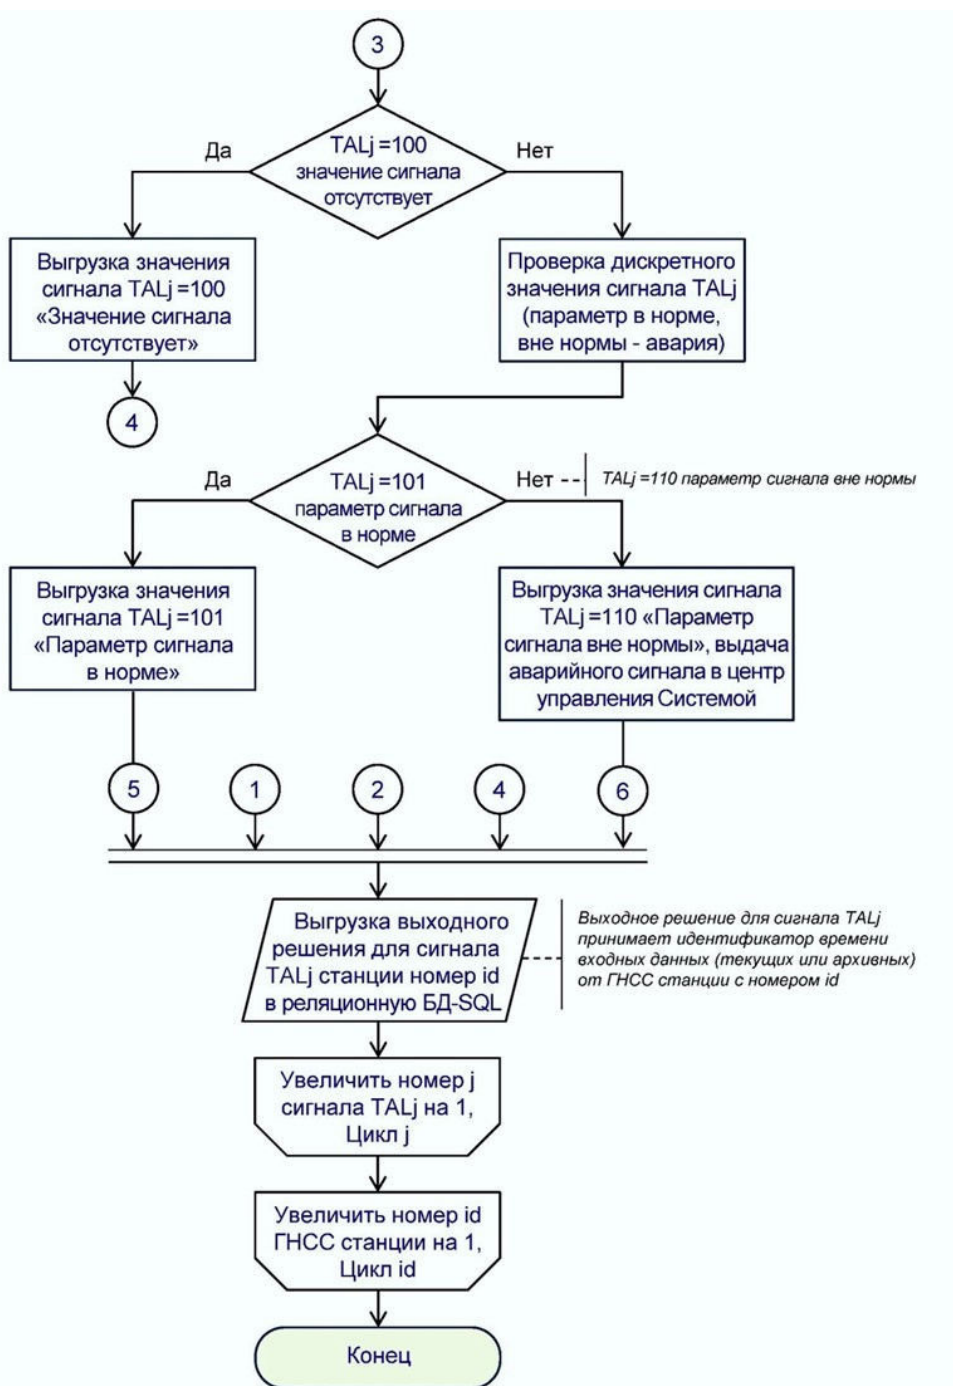 3
TALj =100
значение сигнала
отсутствует
Да
Нет
Выгрузка значения
сигнала TALj =100
«Значение сигнала
отсутствует»
Проверка дискретного
значения сигнала TALj
(параметр в норме,
вне нормы - авария)
4
TALj =101
параметр сигнала
в норме
Да
Нет
TALj =110 параметр сигнала вне нормы
Выгрузка значения
сигнала TALj =101
«Параметр сигнала
в норме»
Выгрузка значения сигнала
TALj =110 «Параметр
сигнала вне нормы», выдача
аварийного сигнала в центр
управления Системой
5
1
2
4
6
Выгрузка выходного
решения для сигнала
TALj станции номер id
в реляционную БД-SQL
Выходное решение для сигнала TALj
принимает идентификатор времени
входных данных (текущих или архивных)
от ГНСС станции с номером id
Увеличить номер j
сигнала TALj на 1,
Цикл j
Увеличить номер id
ГНСС станции на 1,
Цикл id
Конец